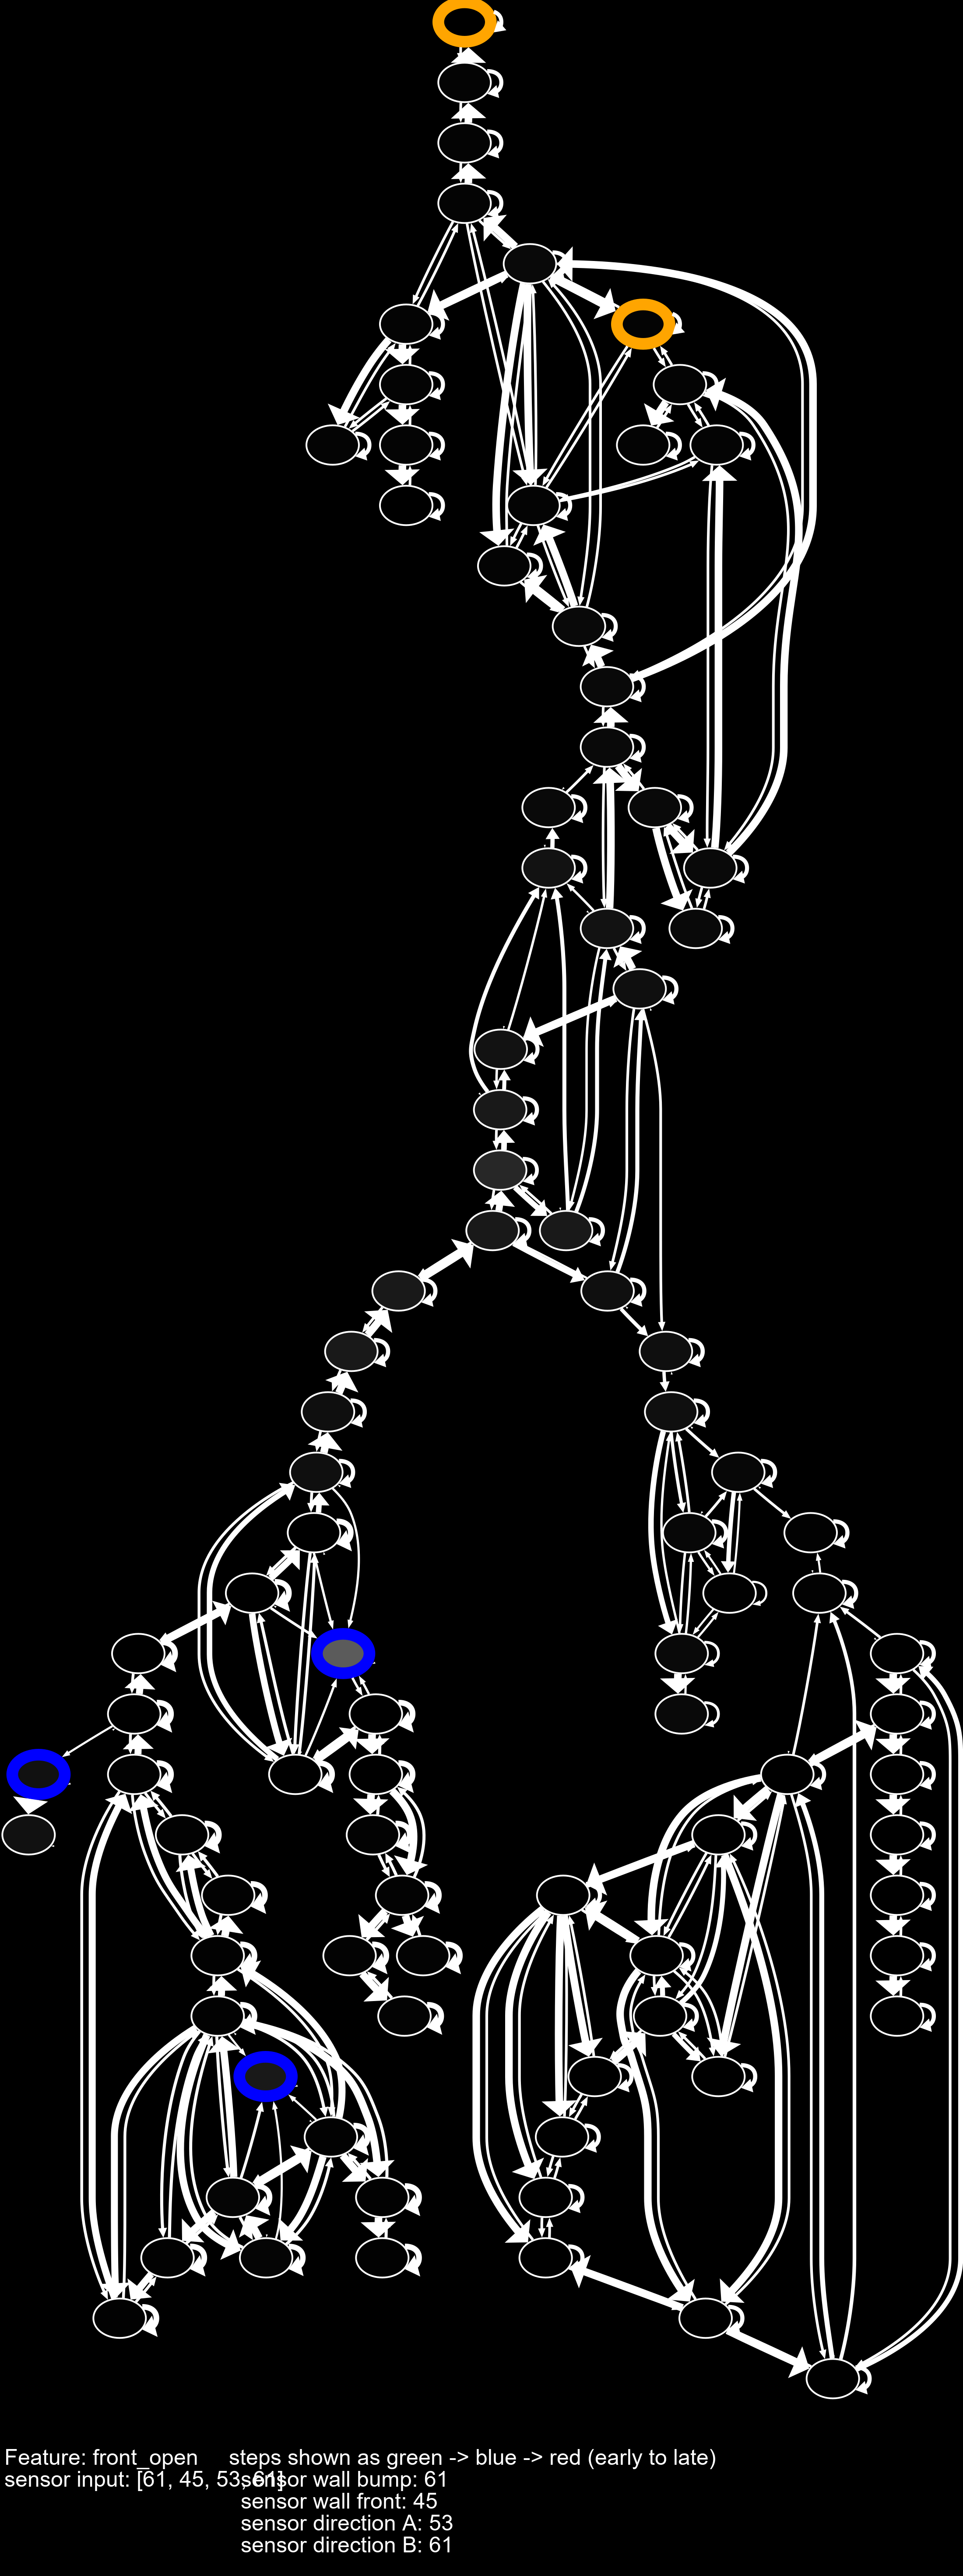 Feature: front_open     steps shown as green -> blue -> red (early to late)
sensor input: [61, 45, 53, 61]
sensor wall bump: 61
sensor wall front: 45
sensor direction A: 53
sensor direction B: 61